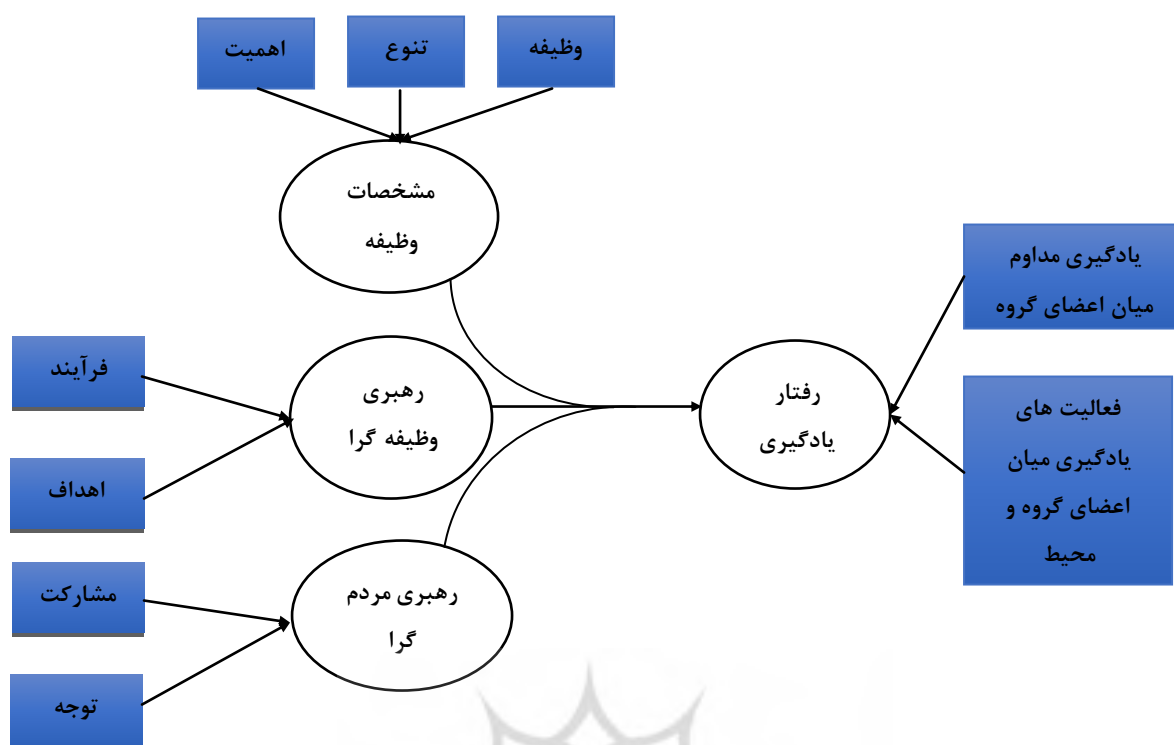 وظیفه
تنوع
اهمیت
مشخصات
وظیفه
یادگیری مداوم
میان اعضای گروه
فرآیند
رهبری
وظیفه گرا
رفتار
یادگیری
فعالیت های
یادگیری میان
اعضای گروه و
محیط
اهداف
مشارکت
رهبری مردم
گرا
توجه